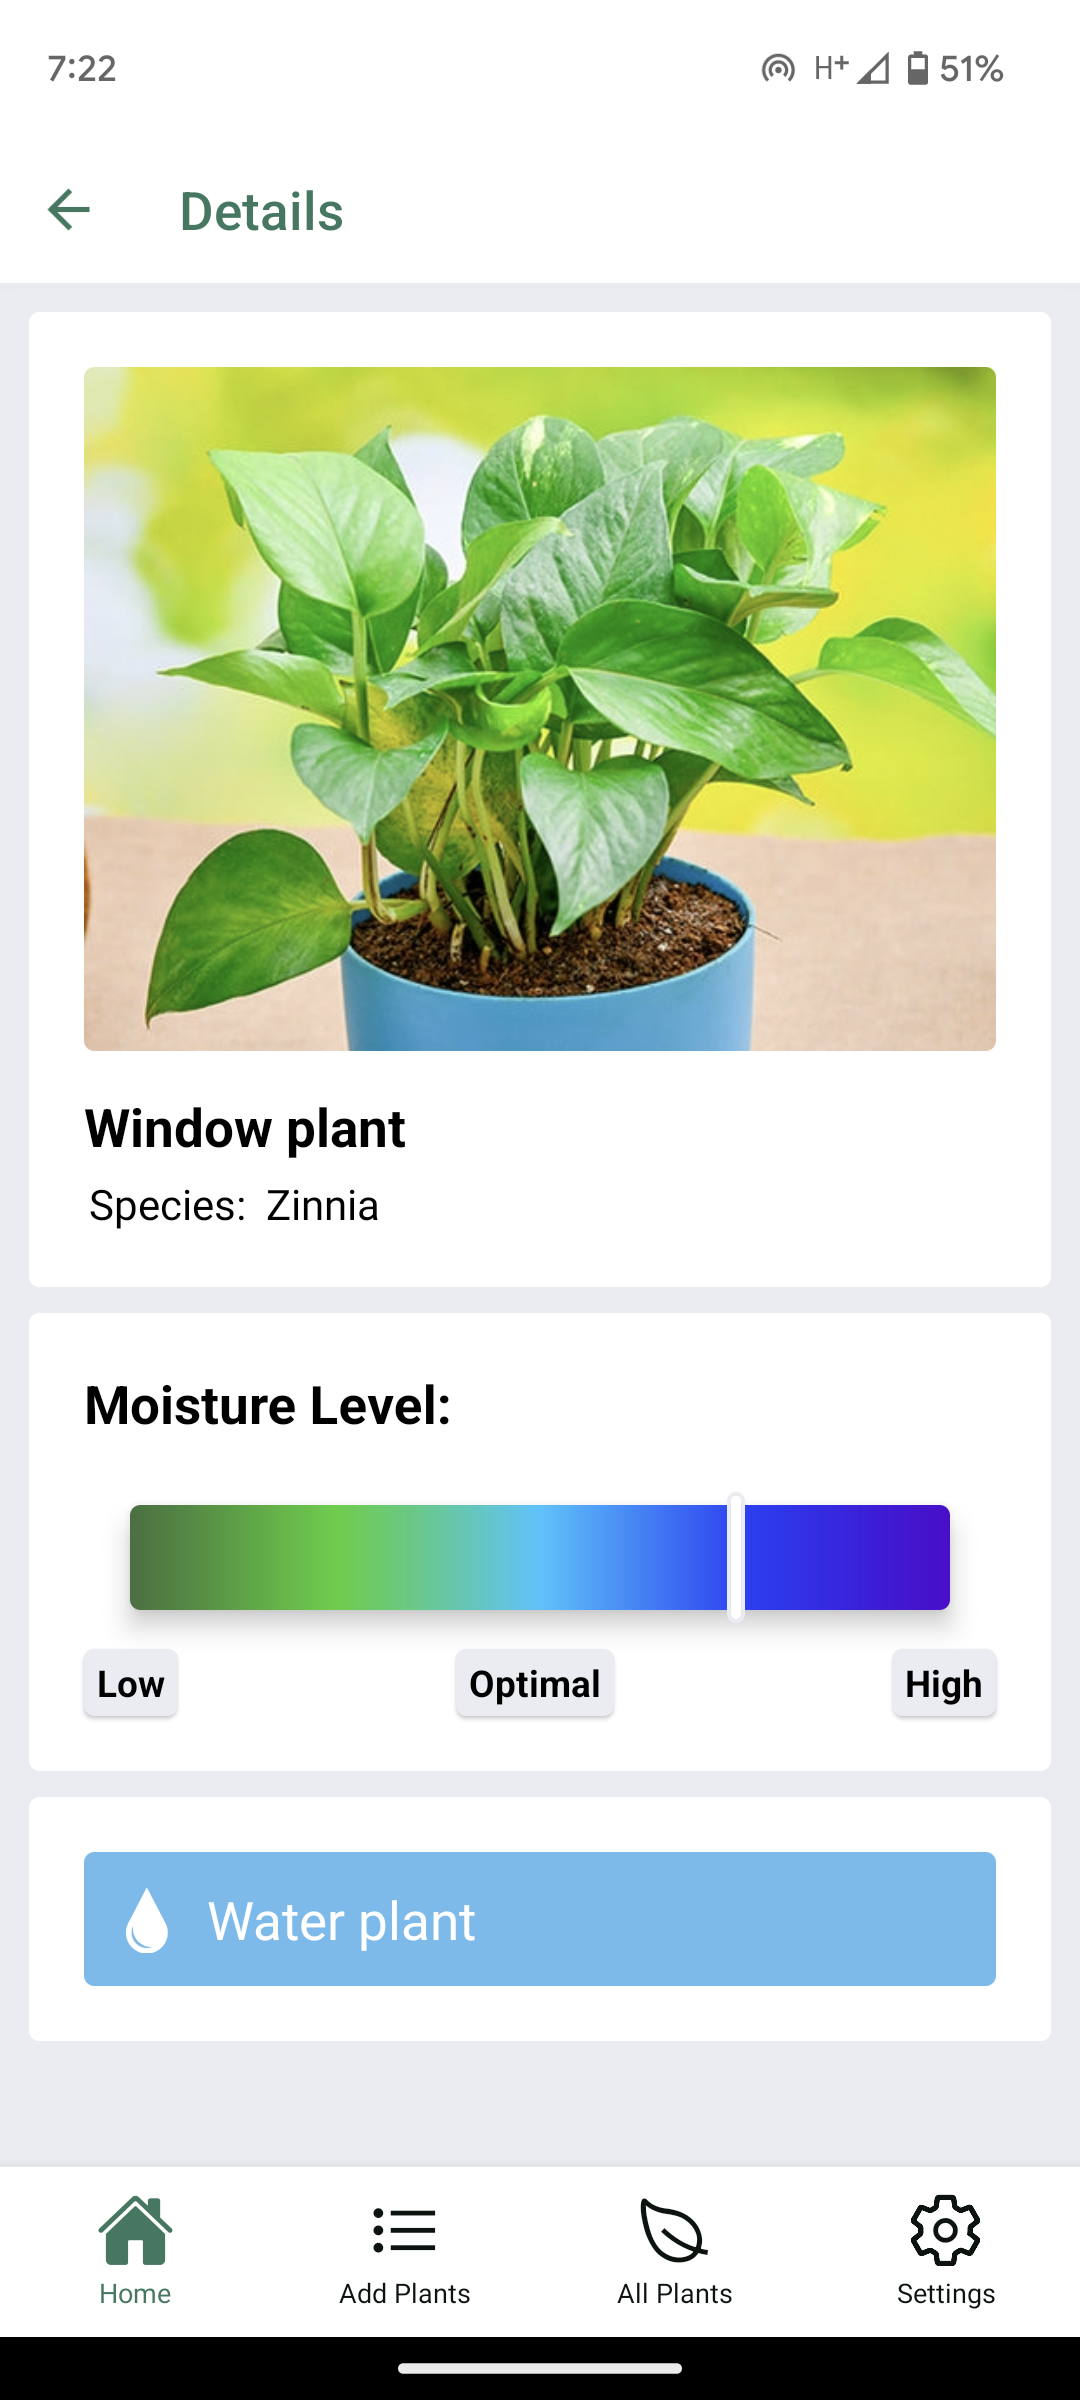 7:22 H+ 51%
Details
Window plant
Species: Zinnia
Moisture Level:
Low Optimal High
Water plant
Home Add Plants All Plants Settings